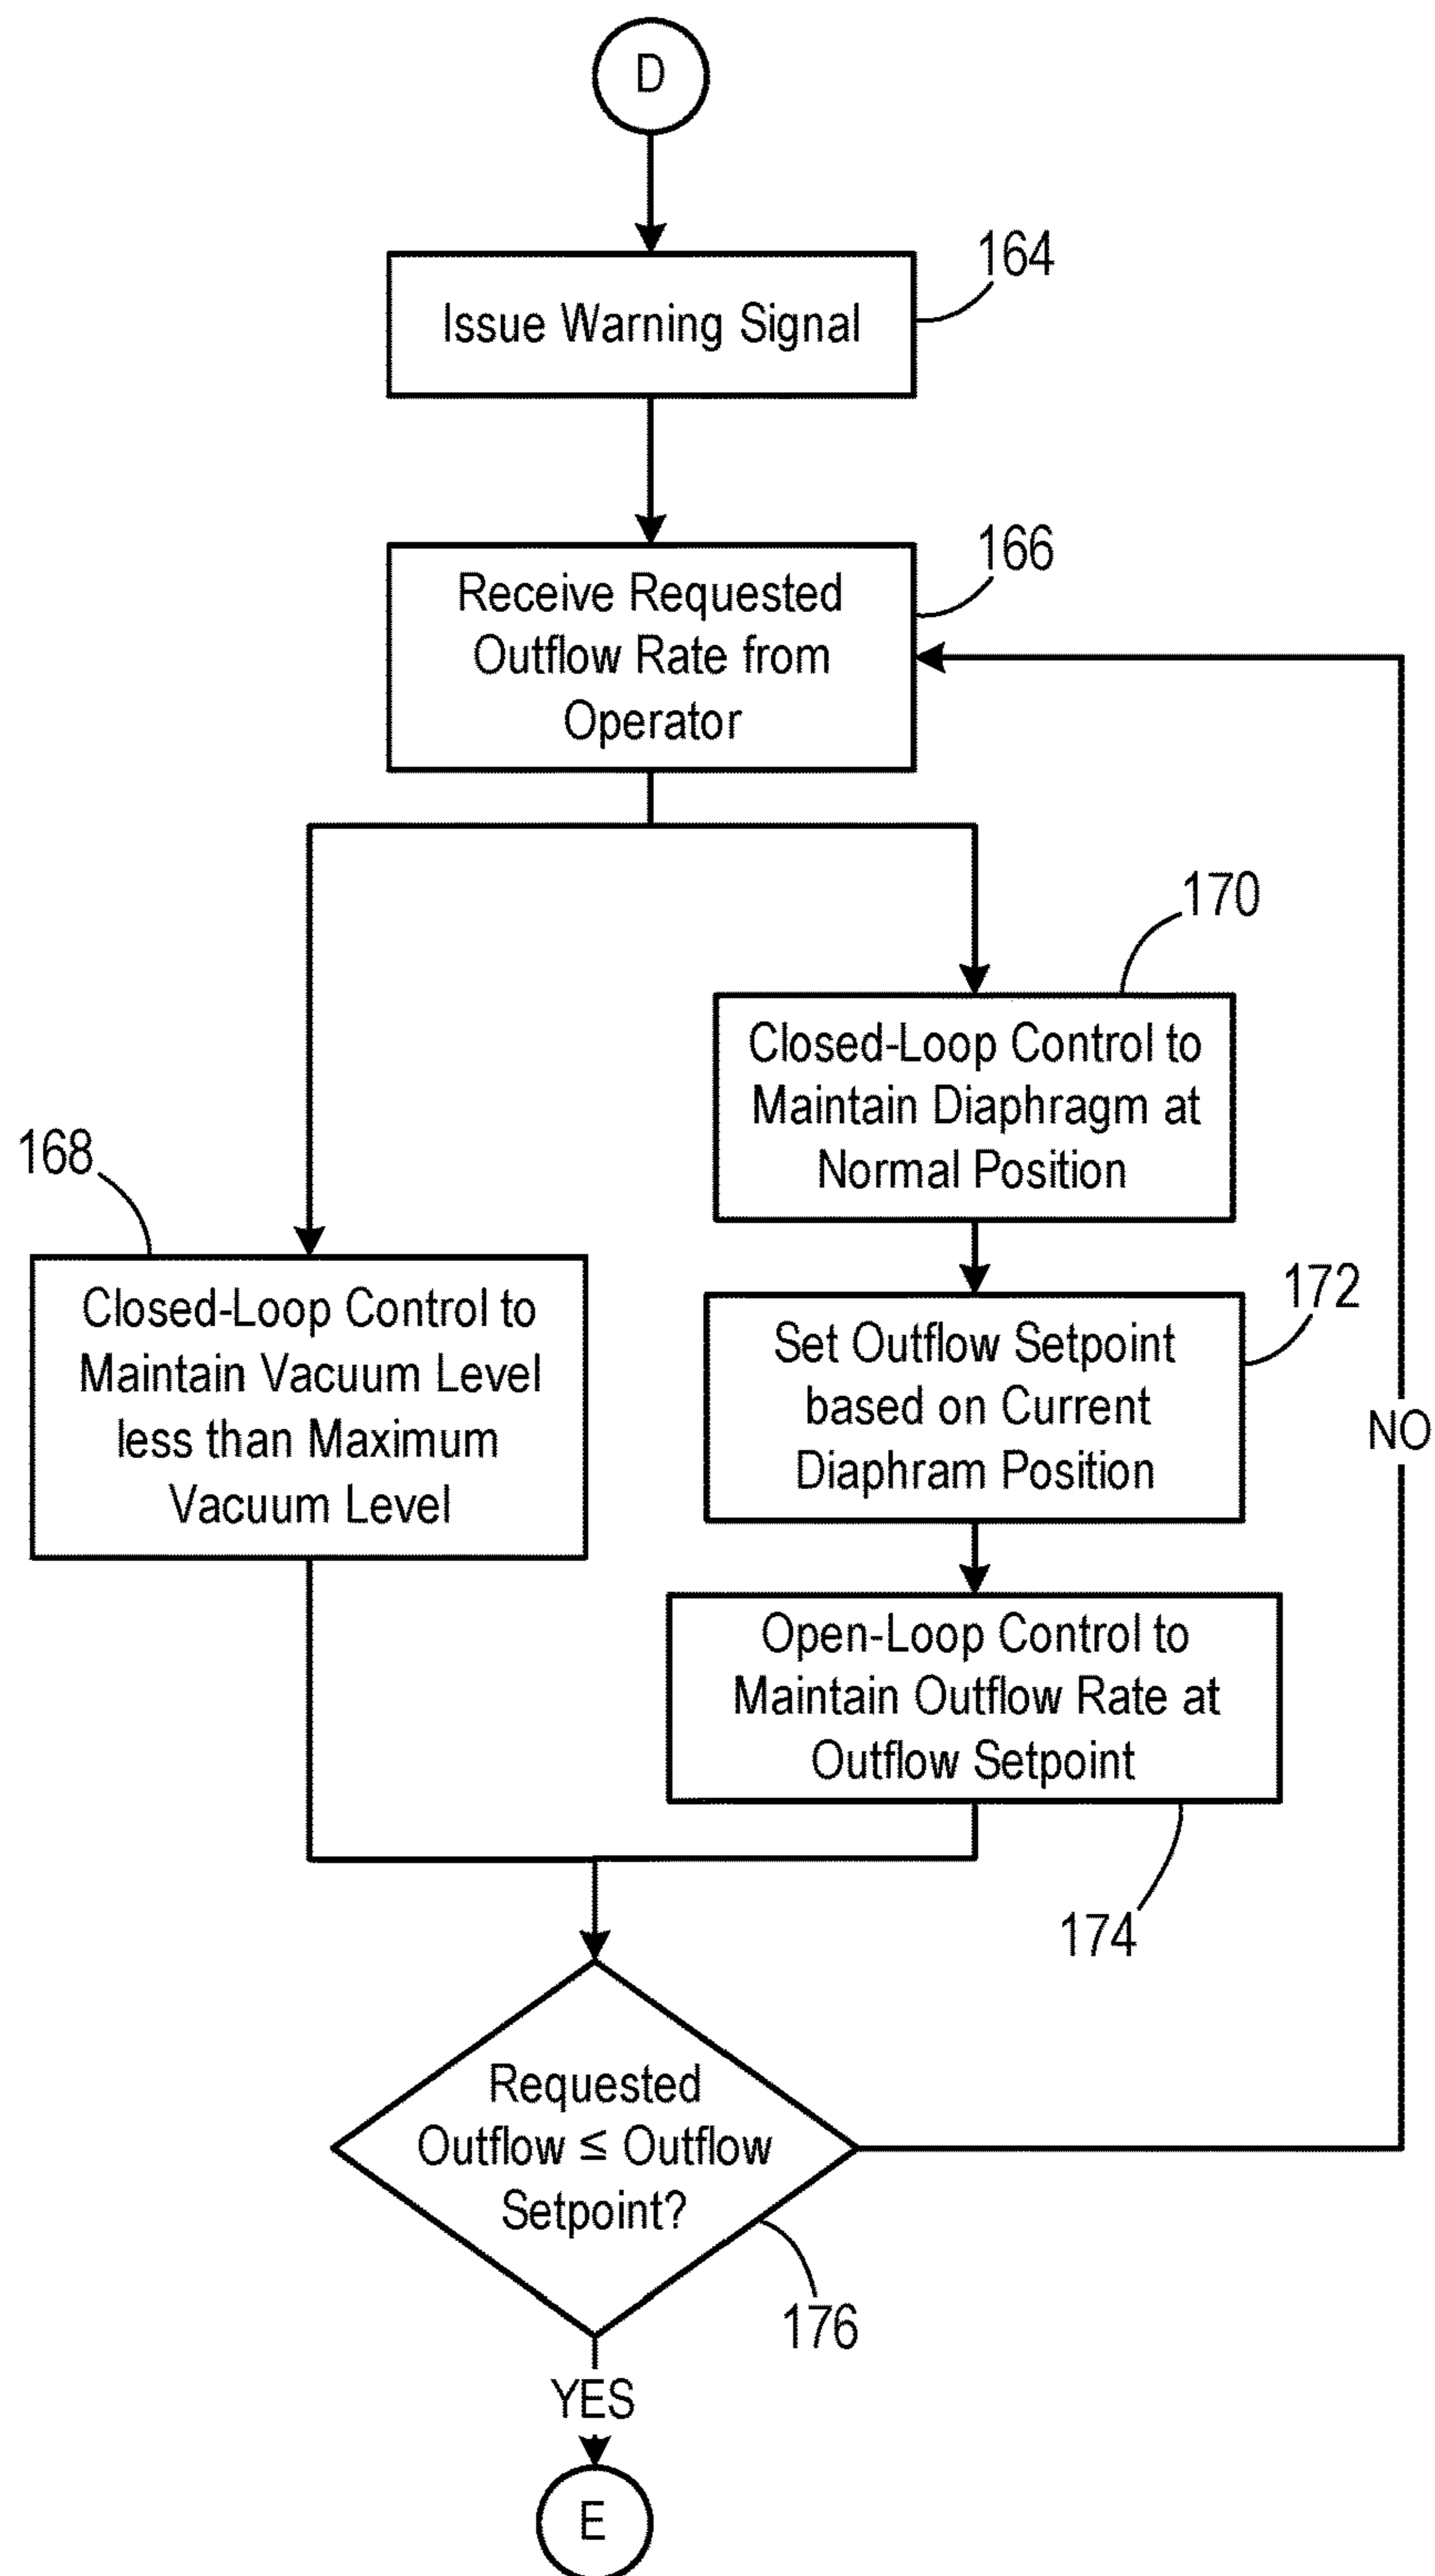 D
164
Issue Warning Signal
166
Receive Requested
Outflow Rate from
Operator
170
Closed-Loop Control to
Maintain Diaphragm at
Normal Position
168
Closed-Loop Control to
Maintain Vacuum Level
less than Maximum
Vacuum Level
172
Set Outflow Setpoint
based on Current
Diaphram Position
NO
Open-Loop Control to
Maintain Outflow Rate at
Outflow Setpoint
174
Requested
Outflow ≤ Outflow
Setpoint?
176
YES
E